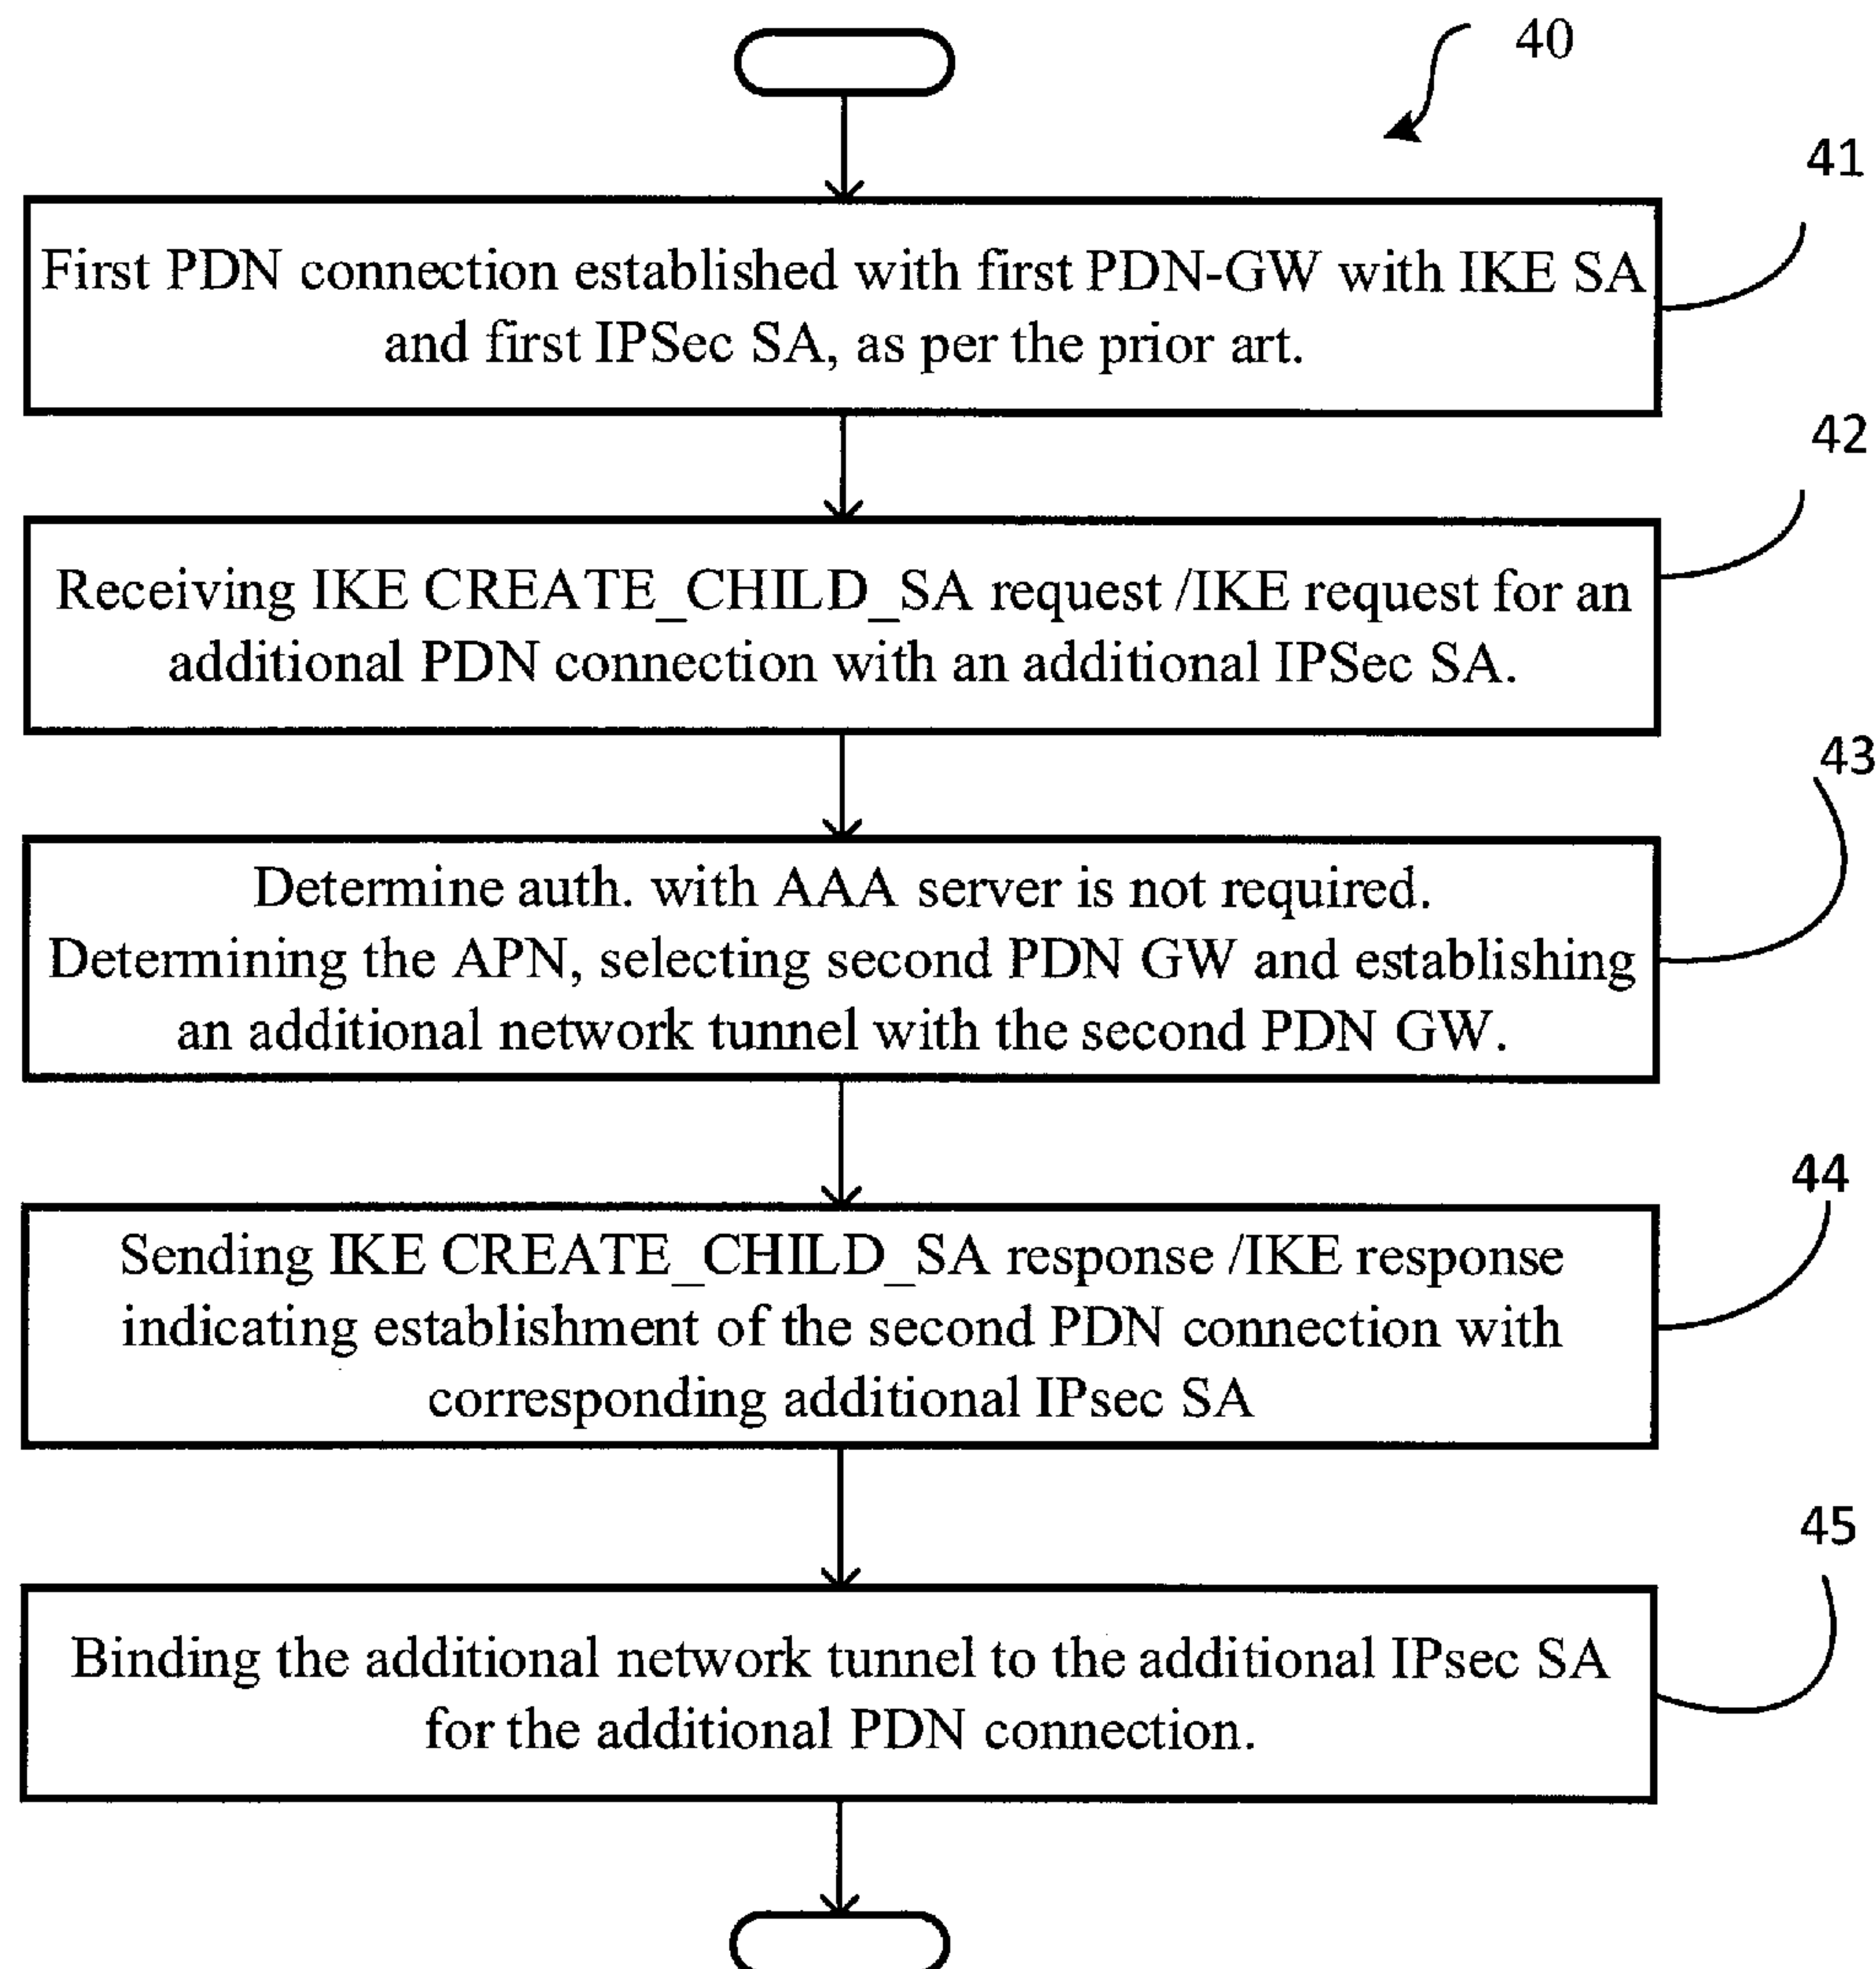 40
41
First PDN connection established with first PDN-GW with IKE SA
and first IPSec SA, as per the prior art.
42
Receiving IKE CREATE_CHILD_SA request /IKE request for an
additional PDN connection with an additional IPSec SA.
43
Determine auth. with AAA server is not required.
Determining the APN, selecting second PDN GW and establishing
an additional network tunnel with the second PDN GW.
44
Sending IKE CREATE_CHILD_SA response /IKE response
indicating establishment of the second PDN connection with
corresponding additional IPsec SA
45
Binding the additional network tunnel to the additional IPsec SA
for the additional PDN connection.